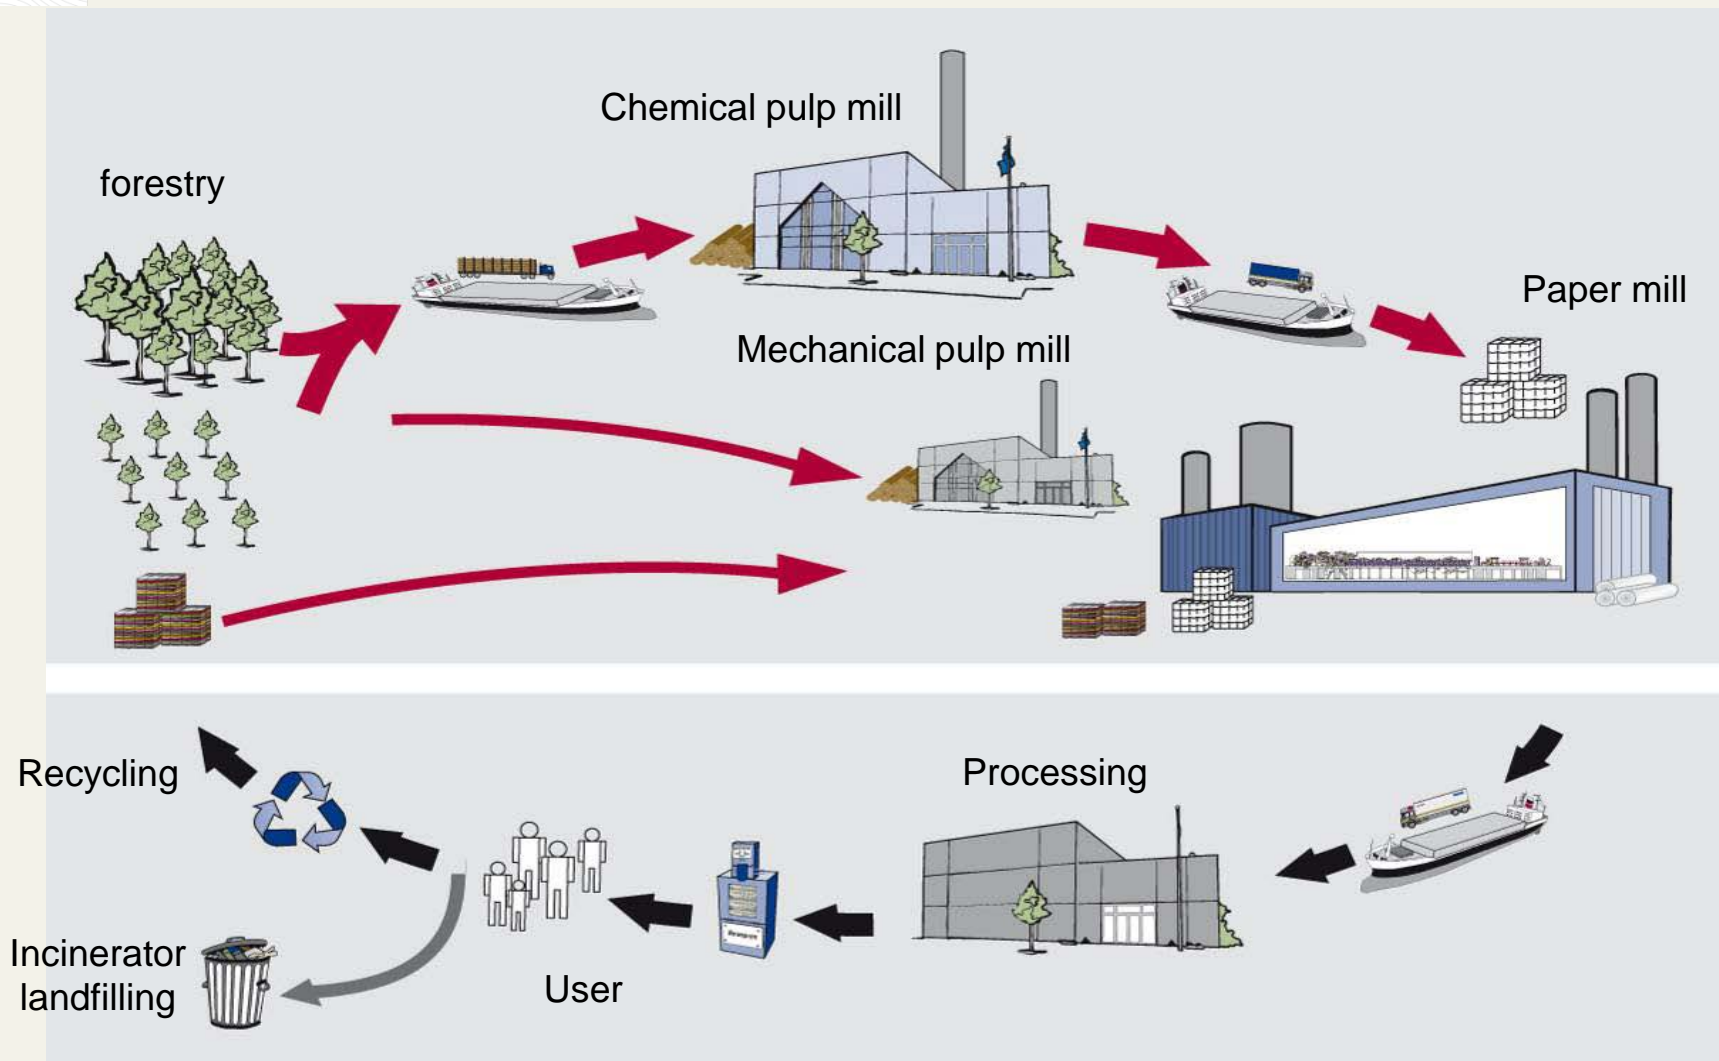 Chemical pulp mill
forestry
Paper mill
Mechanical pulp mill
Recycling
Processing
Incinerator
landfilling
User